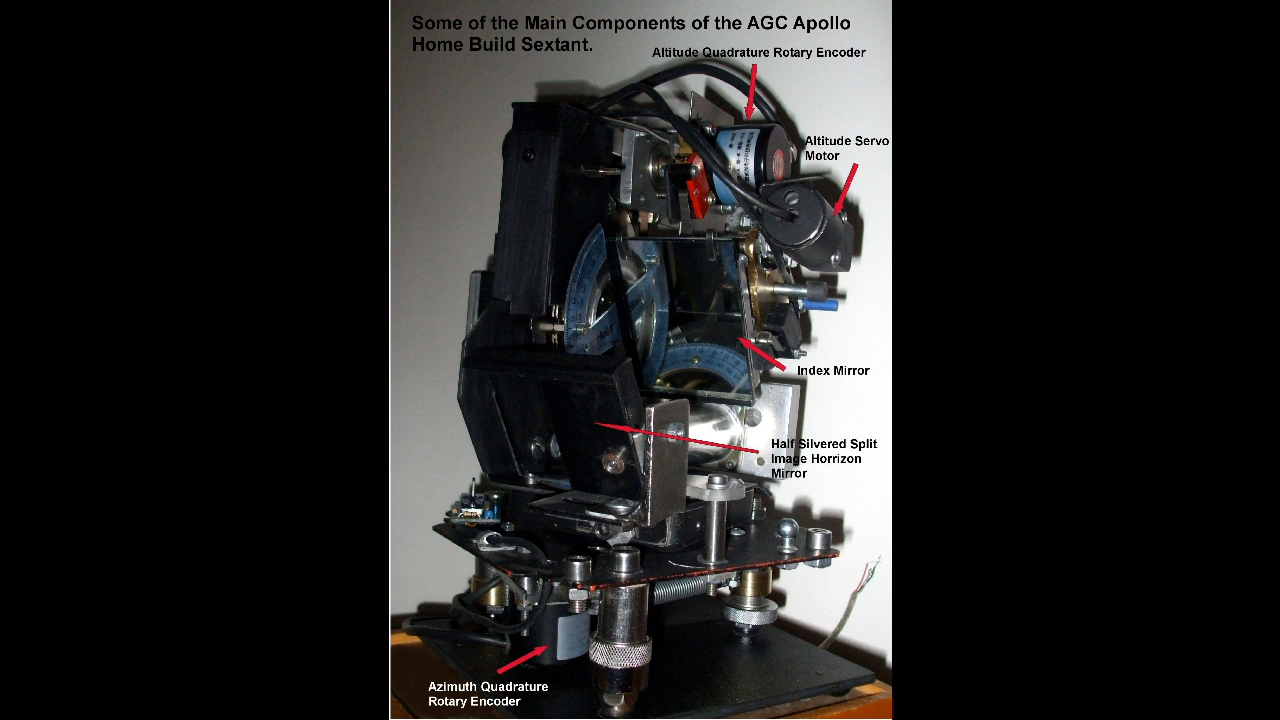 Some of the Main Components of the AGC Apollo
Home Build Sextant.
Altitude Quadrature Rotary Encoder
Altitude Servo
Motor
Index Mirror
Half Silvered Split
Image Horrizon
Mirror
Azimuth Quadrature
Rotary Encoder